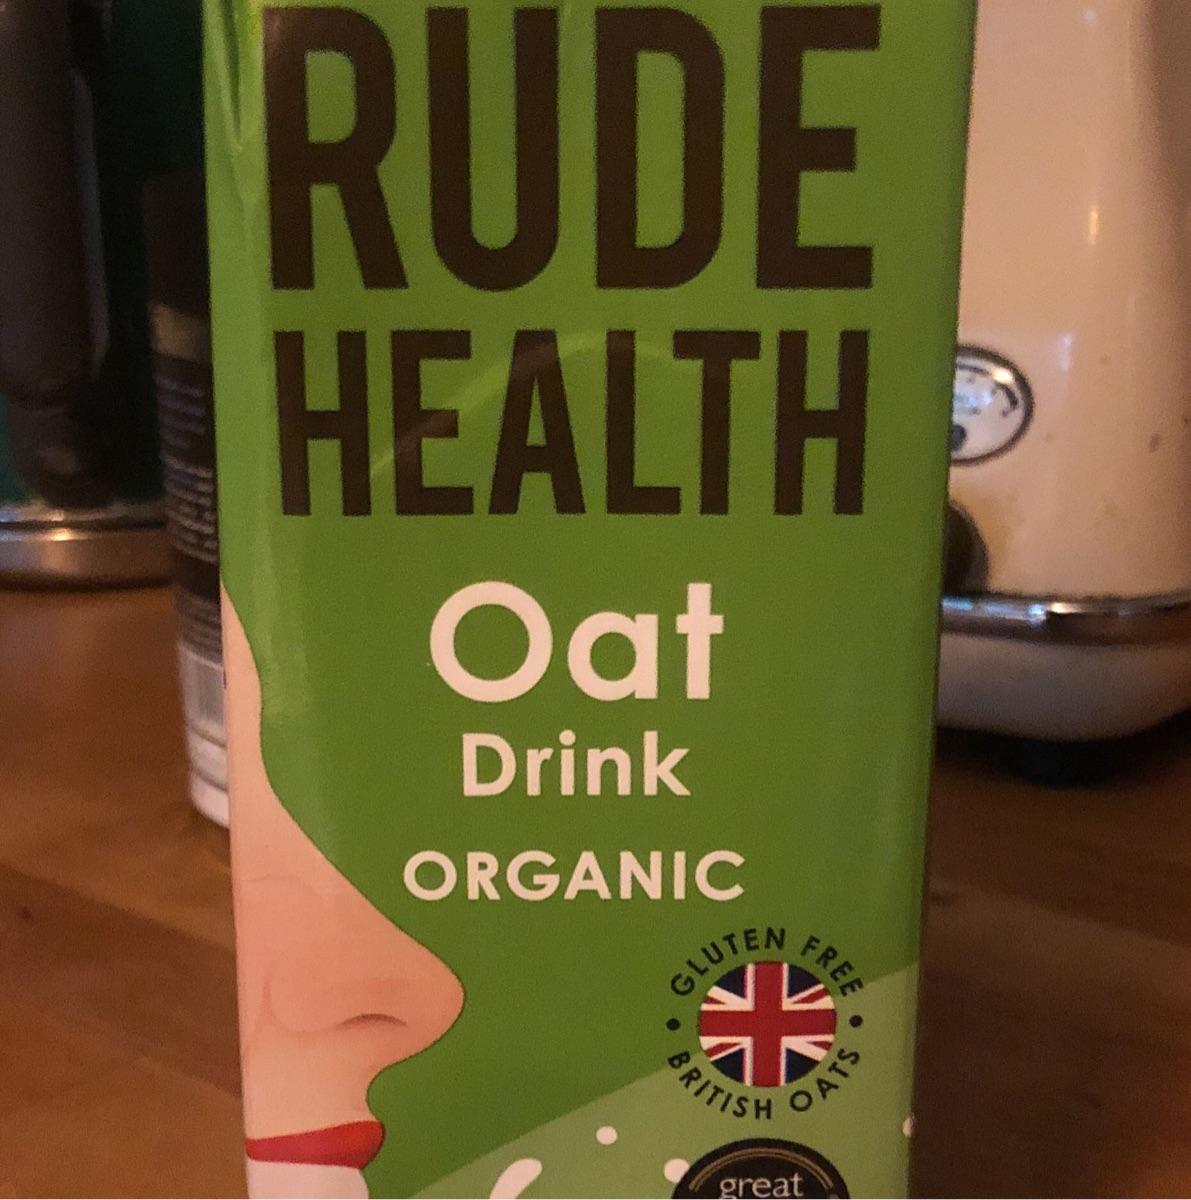 RUDE
HEALTH
Oat
Drink
ORGANIC
GLUTEN FREE
BRITISH OATS
great